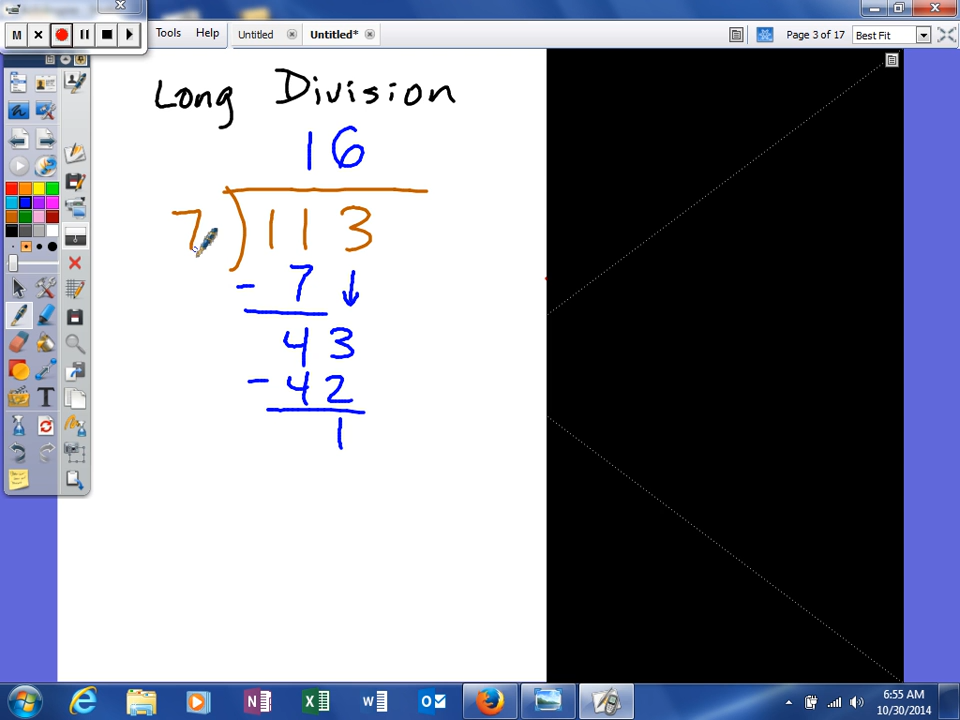 M
Tools Help Untitled Untitled* Page 3 of 17 Best Fit
Long Division
16
7) 113
- 7 ↓
43
- 42
1
6:55 AM
10/30/2014